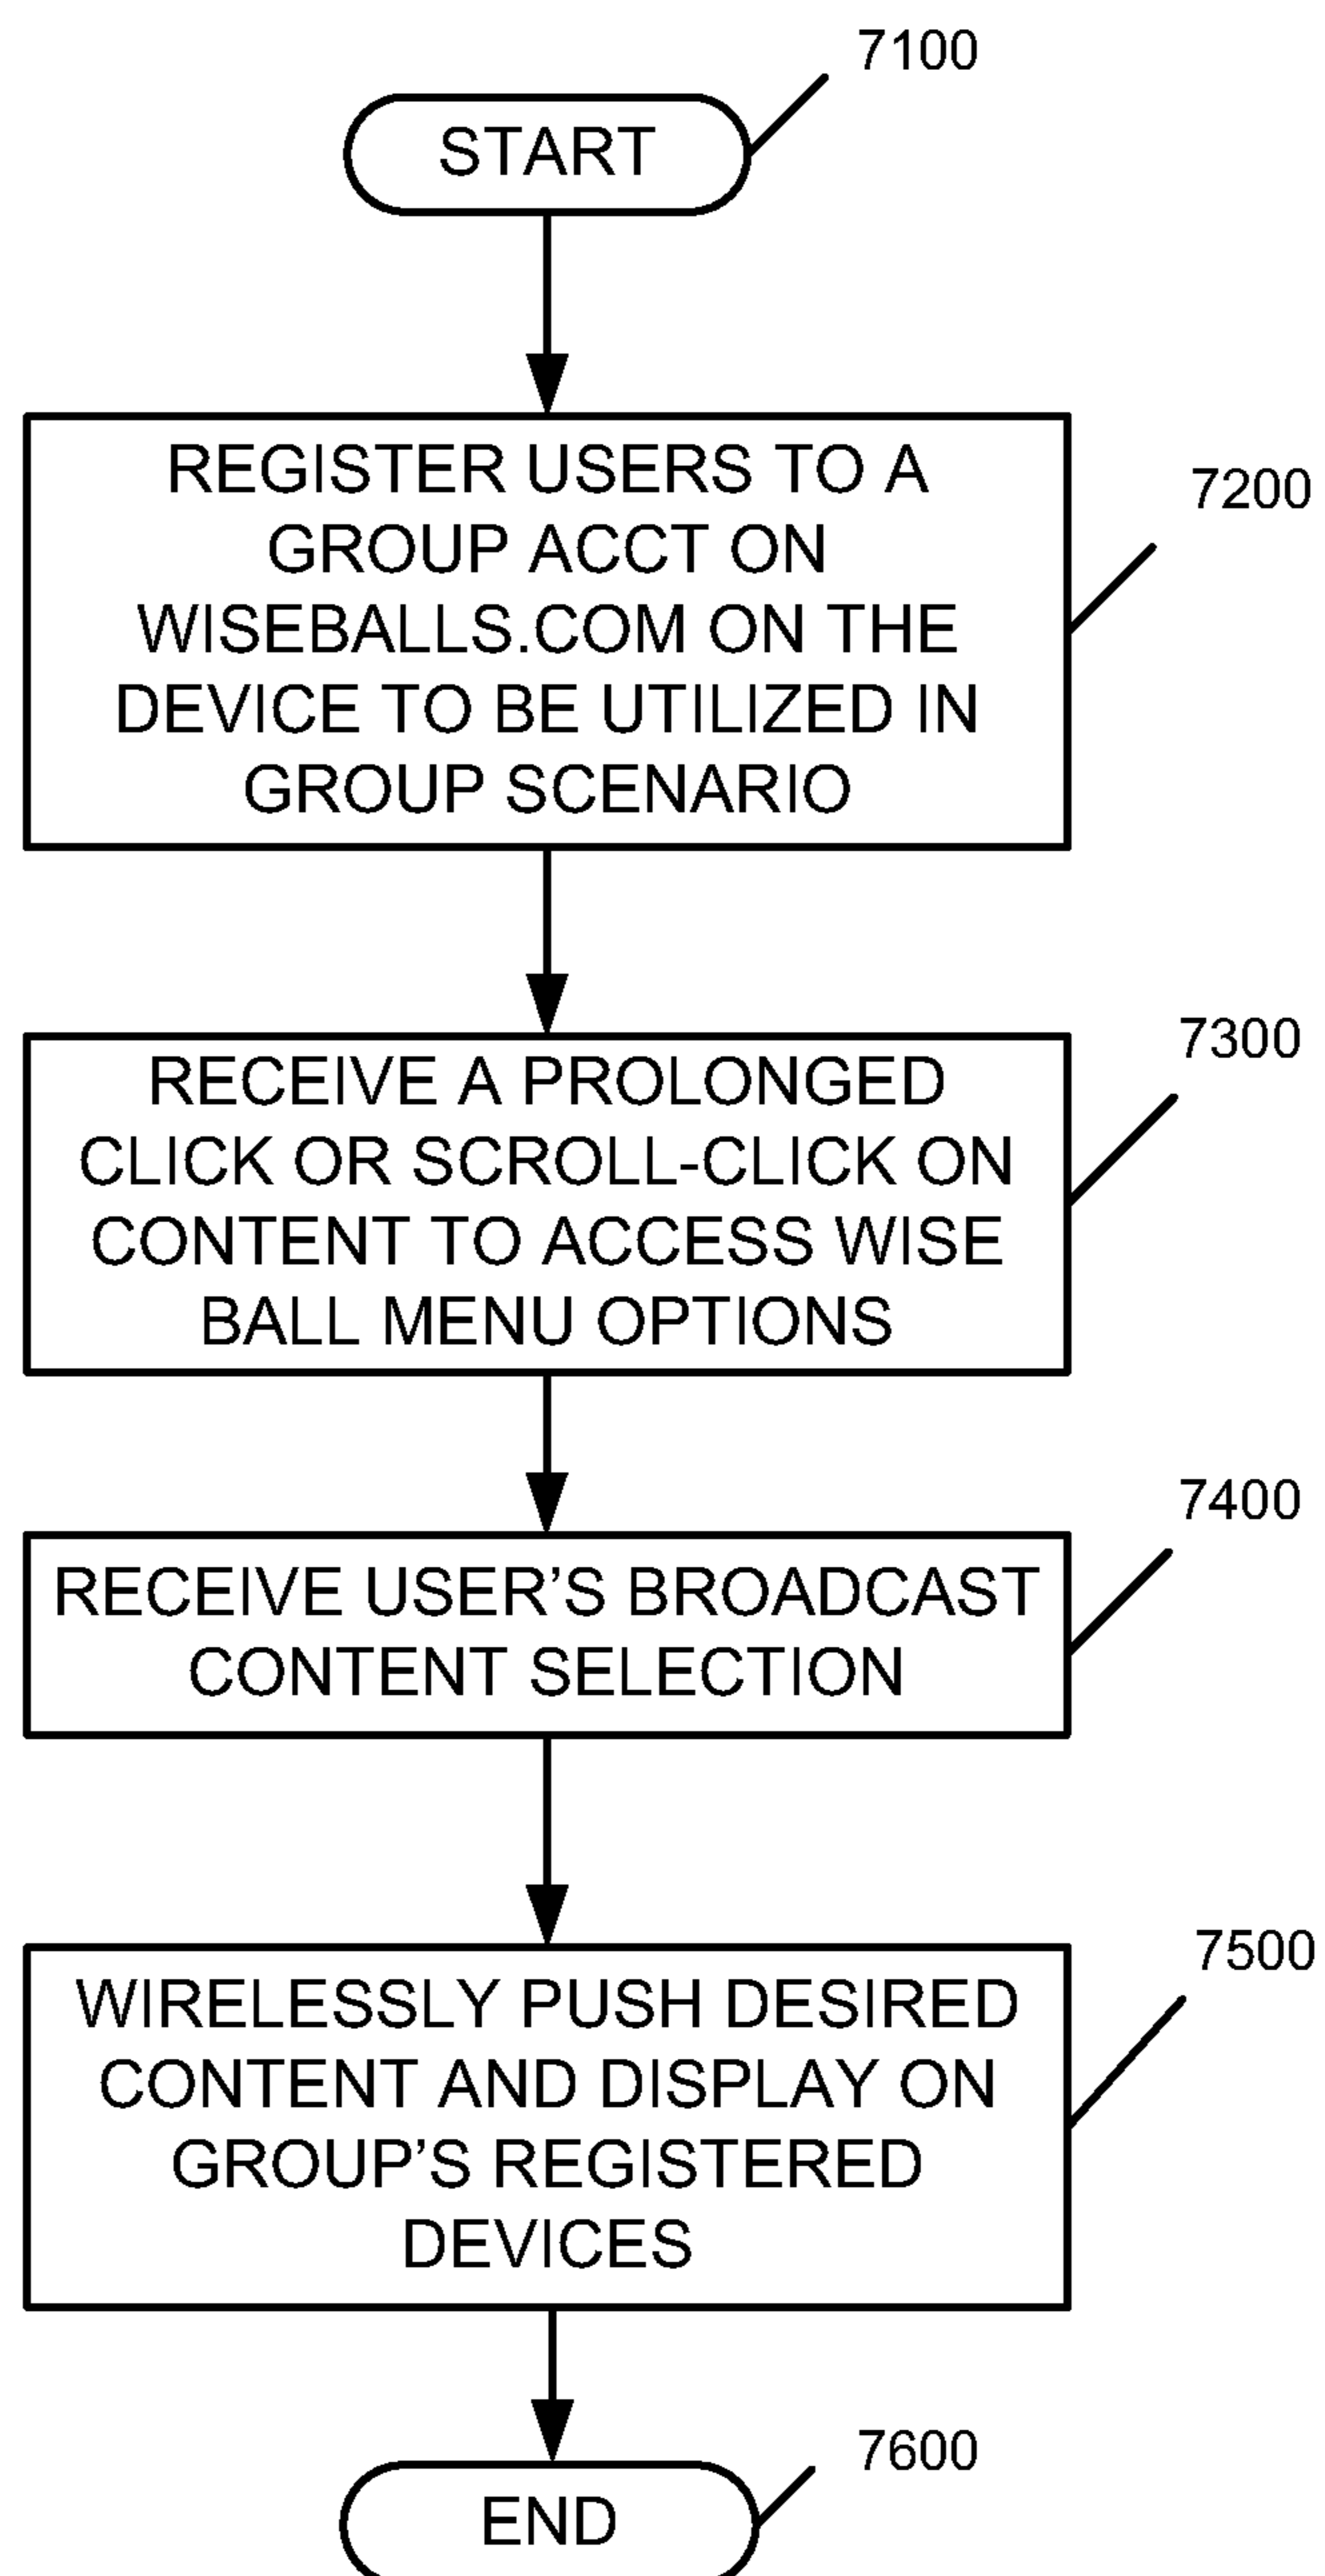 7100
START
REGISTER USERS TO A
GROUP ACCT ON
WISEBALLS.COM ON THE
DEVICE TO BE UTILIZED IN
GROUP SCENARIO
7200
RECEIVE A PROLONGED
CLICK OR SCROLL-CLICK ON
CONTENT TO ACCESS WISE
BALL MENU OPTIONS
7300
RECEIVE USER’S BROADCAST
CONTENT SELECTION
7400
WIRELESSLY PUSH DESIRED
CONTENT AND DISPLAY ON
GROUP’S REGISTERED
DEVICES
7500
7600
END